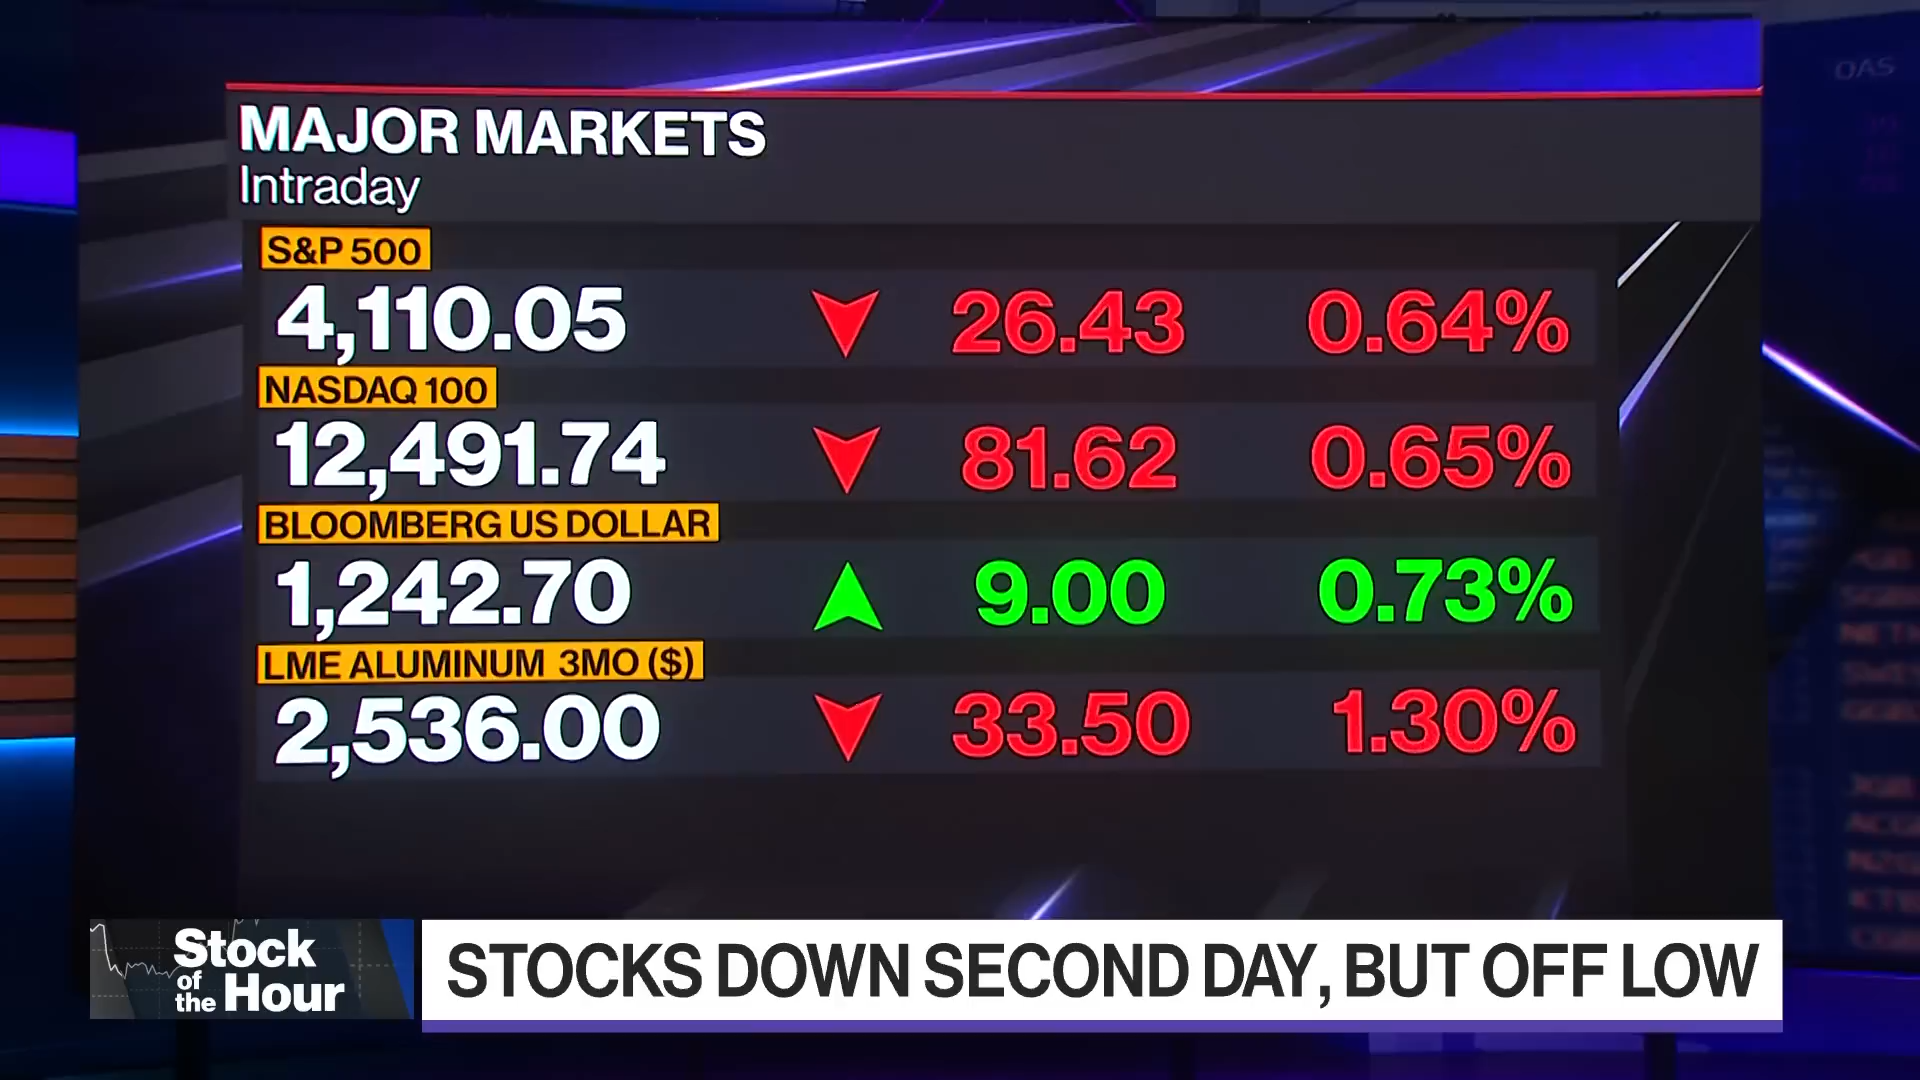 OAS
MAJOR MARKETS
Intraday
S&P 500
4,110.05 26.43 0.64%
NASDAQ 100
12,491.74 81.62 0.65%
BLOOMBERG US DOLLAR
1,242.70 9.00 0.73%
LME ALUMINUM 3MO ($)
2,536.00 33.50 1.30%
Stock
of
the Hour
STOCKS DOWN SECOND DAY, BUT OFF LOW